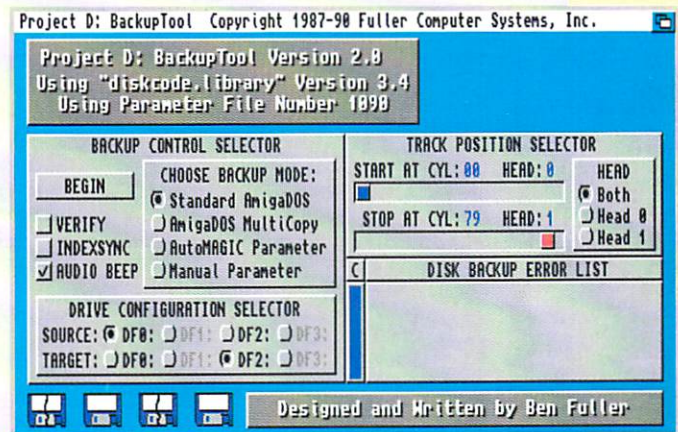 Project D: BackupTool Copyright 1987-90 Fuller Computer Systems, Inc.
Project D: BackupTool Version 2.0
Using "diskcode.library" Version 3.4
Using Parameter File Number 1090
BACKUP CONTROL SELECTOR
BEGIN
VERIFY
INDEXSYNC
AUDIO BEEP
CHOOSE BACKUP MODE:
Standard AmigaDOS
AmigaDOS MultiCopy
AutoMAGIC Parameter
Manual Parameter
DRIVE CONFIGURATION SELECTOR
SOURCE: DF0: DF1: DF2: DF3:
TARGET: DF0: DF1: DF2: DF3:
TRACK POSITION SELECTOR
START AT CYL: 00 HEAD: 0
STOP AT CYL: 79 HEAD: 1
HEAD
Both
Head 0
Head 1
C DISK BACKUP ERROR LIST
Designed and Written by Ben Fuller